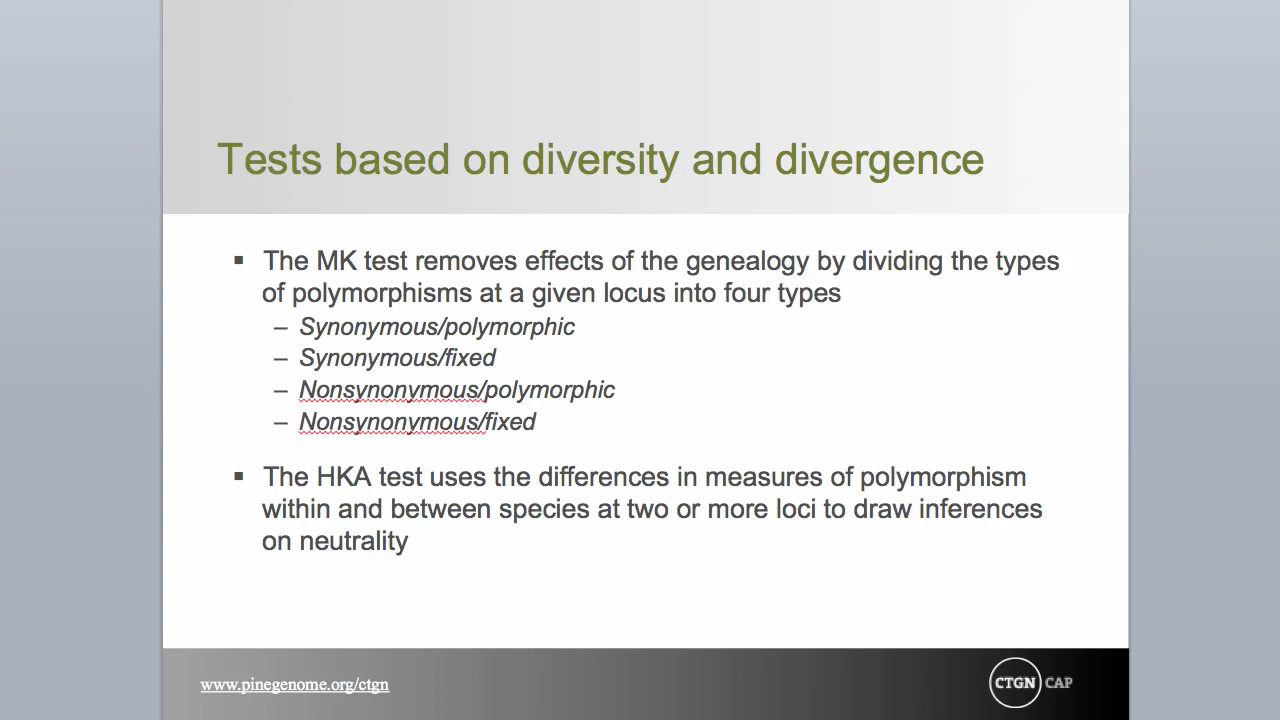 Tests based on diversity and divergence
▪ The MK test removes effects of the genealogy by dividing the types
of polymorphisms at a given locus into four types
– Synonymous/polymorphic
– Synonymous/fixed
– Nonsynonymous/polymorphic
– Nonsynonymous/fixed
▪ The HKA test uses the differences in measures of polymorphism
within and between species at two or more loci to draw inferences
on neutrality
www.pinegenome.org/ctgn
CTGN CAP